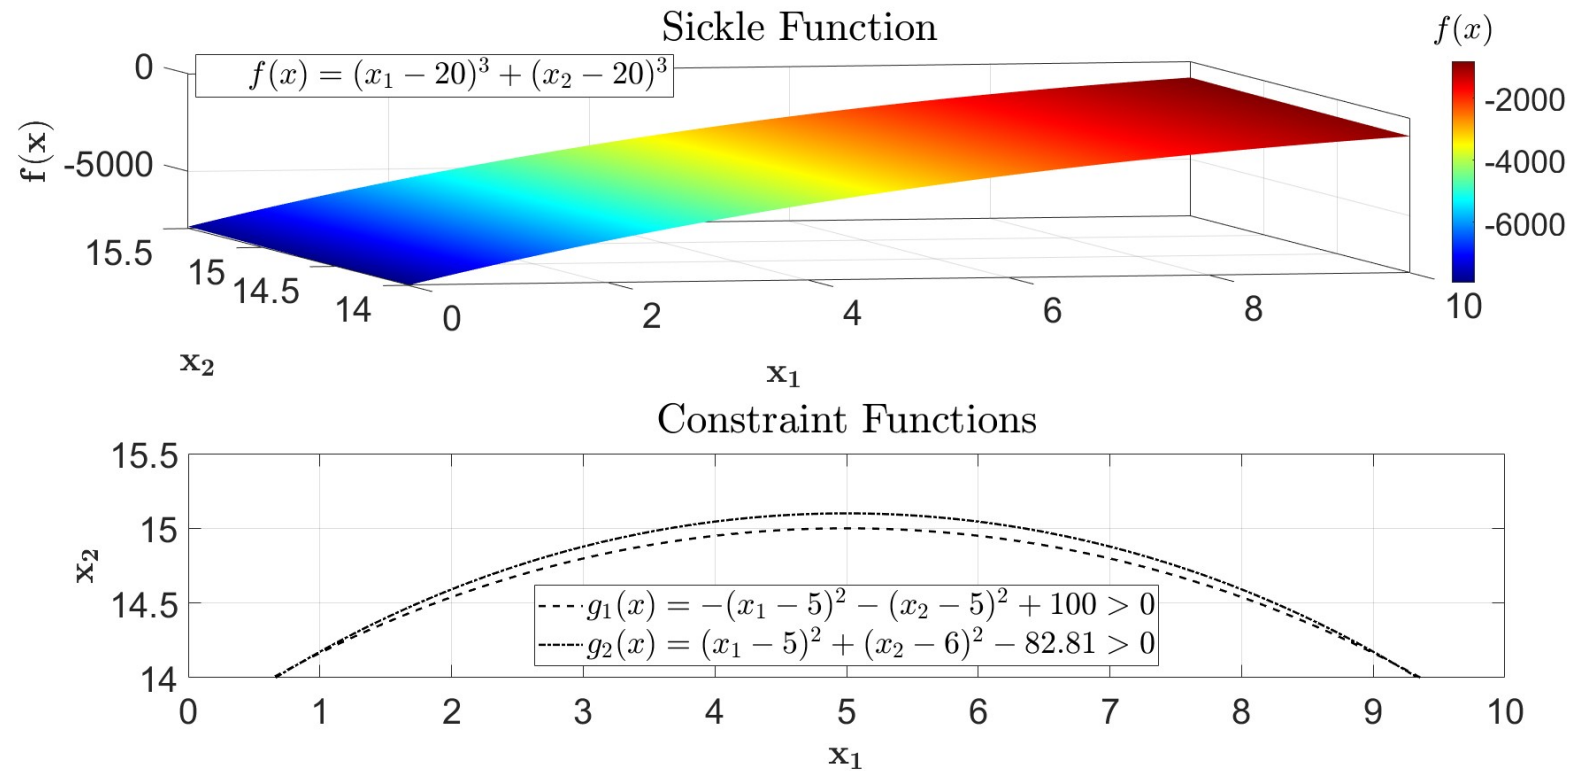 Sickle Function
f(x)
0
f(x) = (x₁ − 20)³ + (x₂ − 20)³
-2000
f(x)
-5000
-4000
-6000
15.5
15
14.5
14
0
2
4
6
8
10
x₂
x₁
Constraint Functions
15.5
15
x₂
14.5
g₁(x) = −(x₁ − 5)² − (x₂ − 5)² + 100 > 0
g₂(x) = (x₁ − 5)² + (x₂ − 6)² − 82.81 > 0
14
0 1 2 3 4 5 6 7 8 9 10
x₁